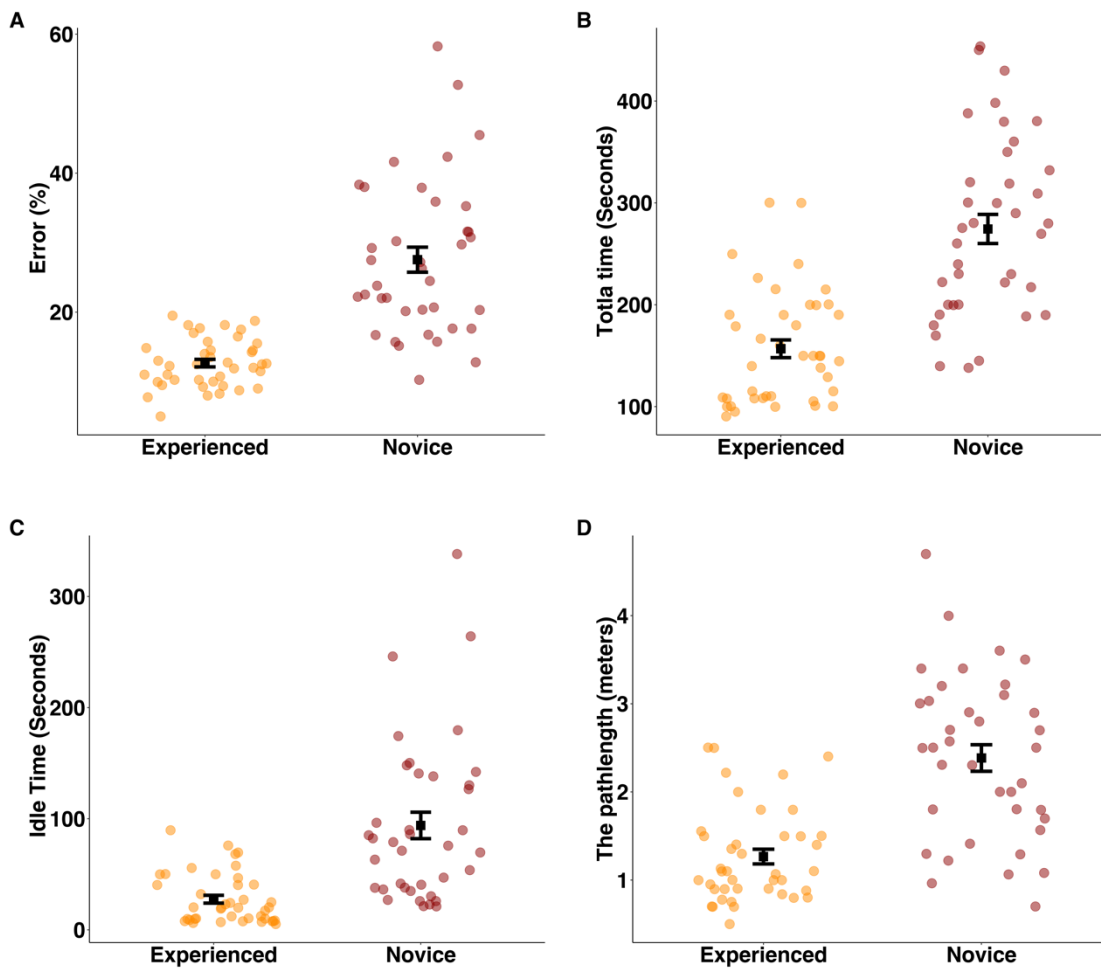 A
B
60
40
20
Error (%)
Experienced
Novice
400
300
200
100
Totla time (Seconds)
Experienced
Novice
C
D
300
200
100
0
Idle Time (Seconds)
Experienced
Novice
4
3
2
1
The pathlength (meters)
Experienced
Novice